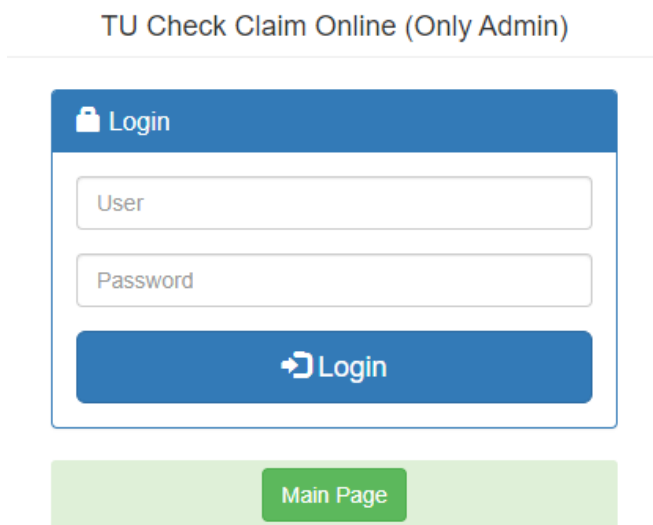 TU Check Claim Online (Only Admin)
Login
User
Password
Login
Main Page